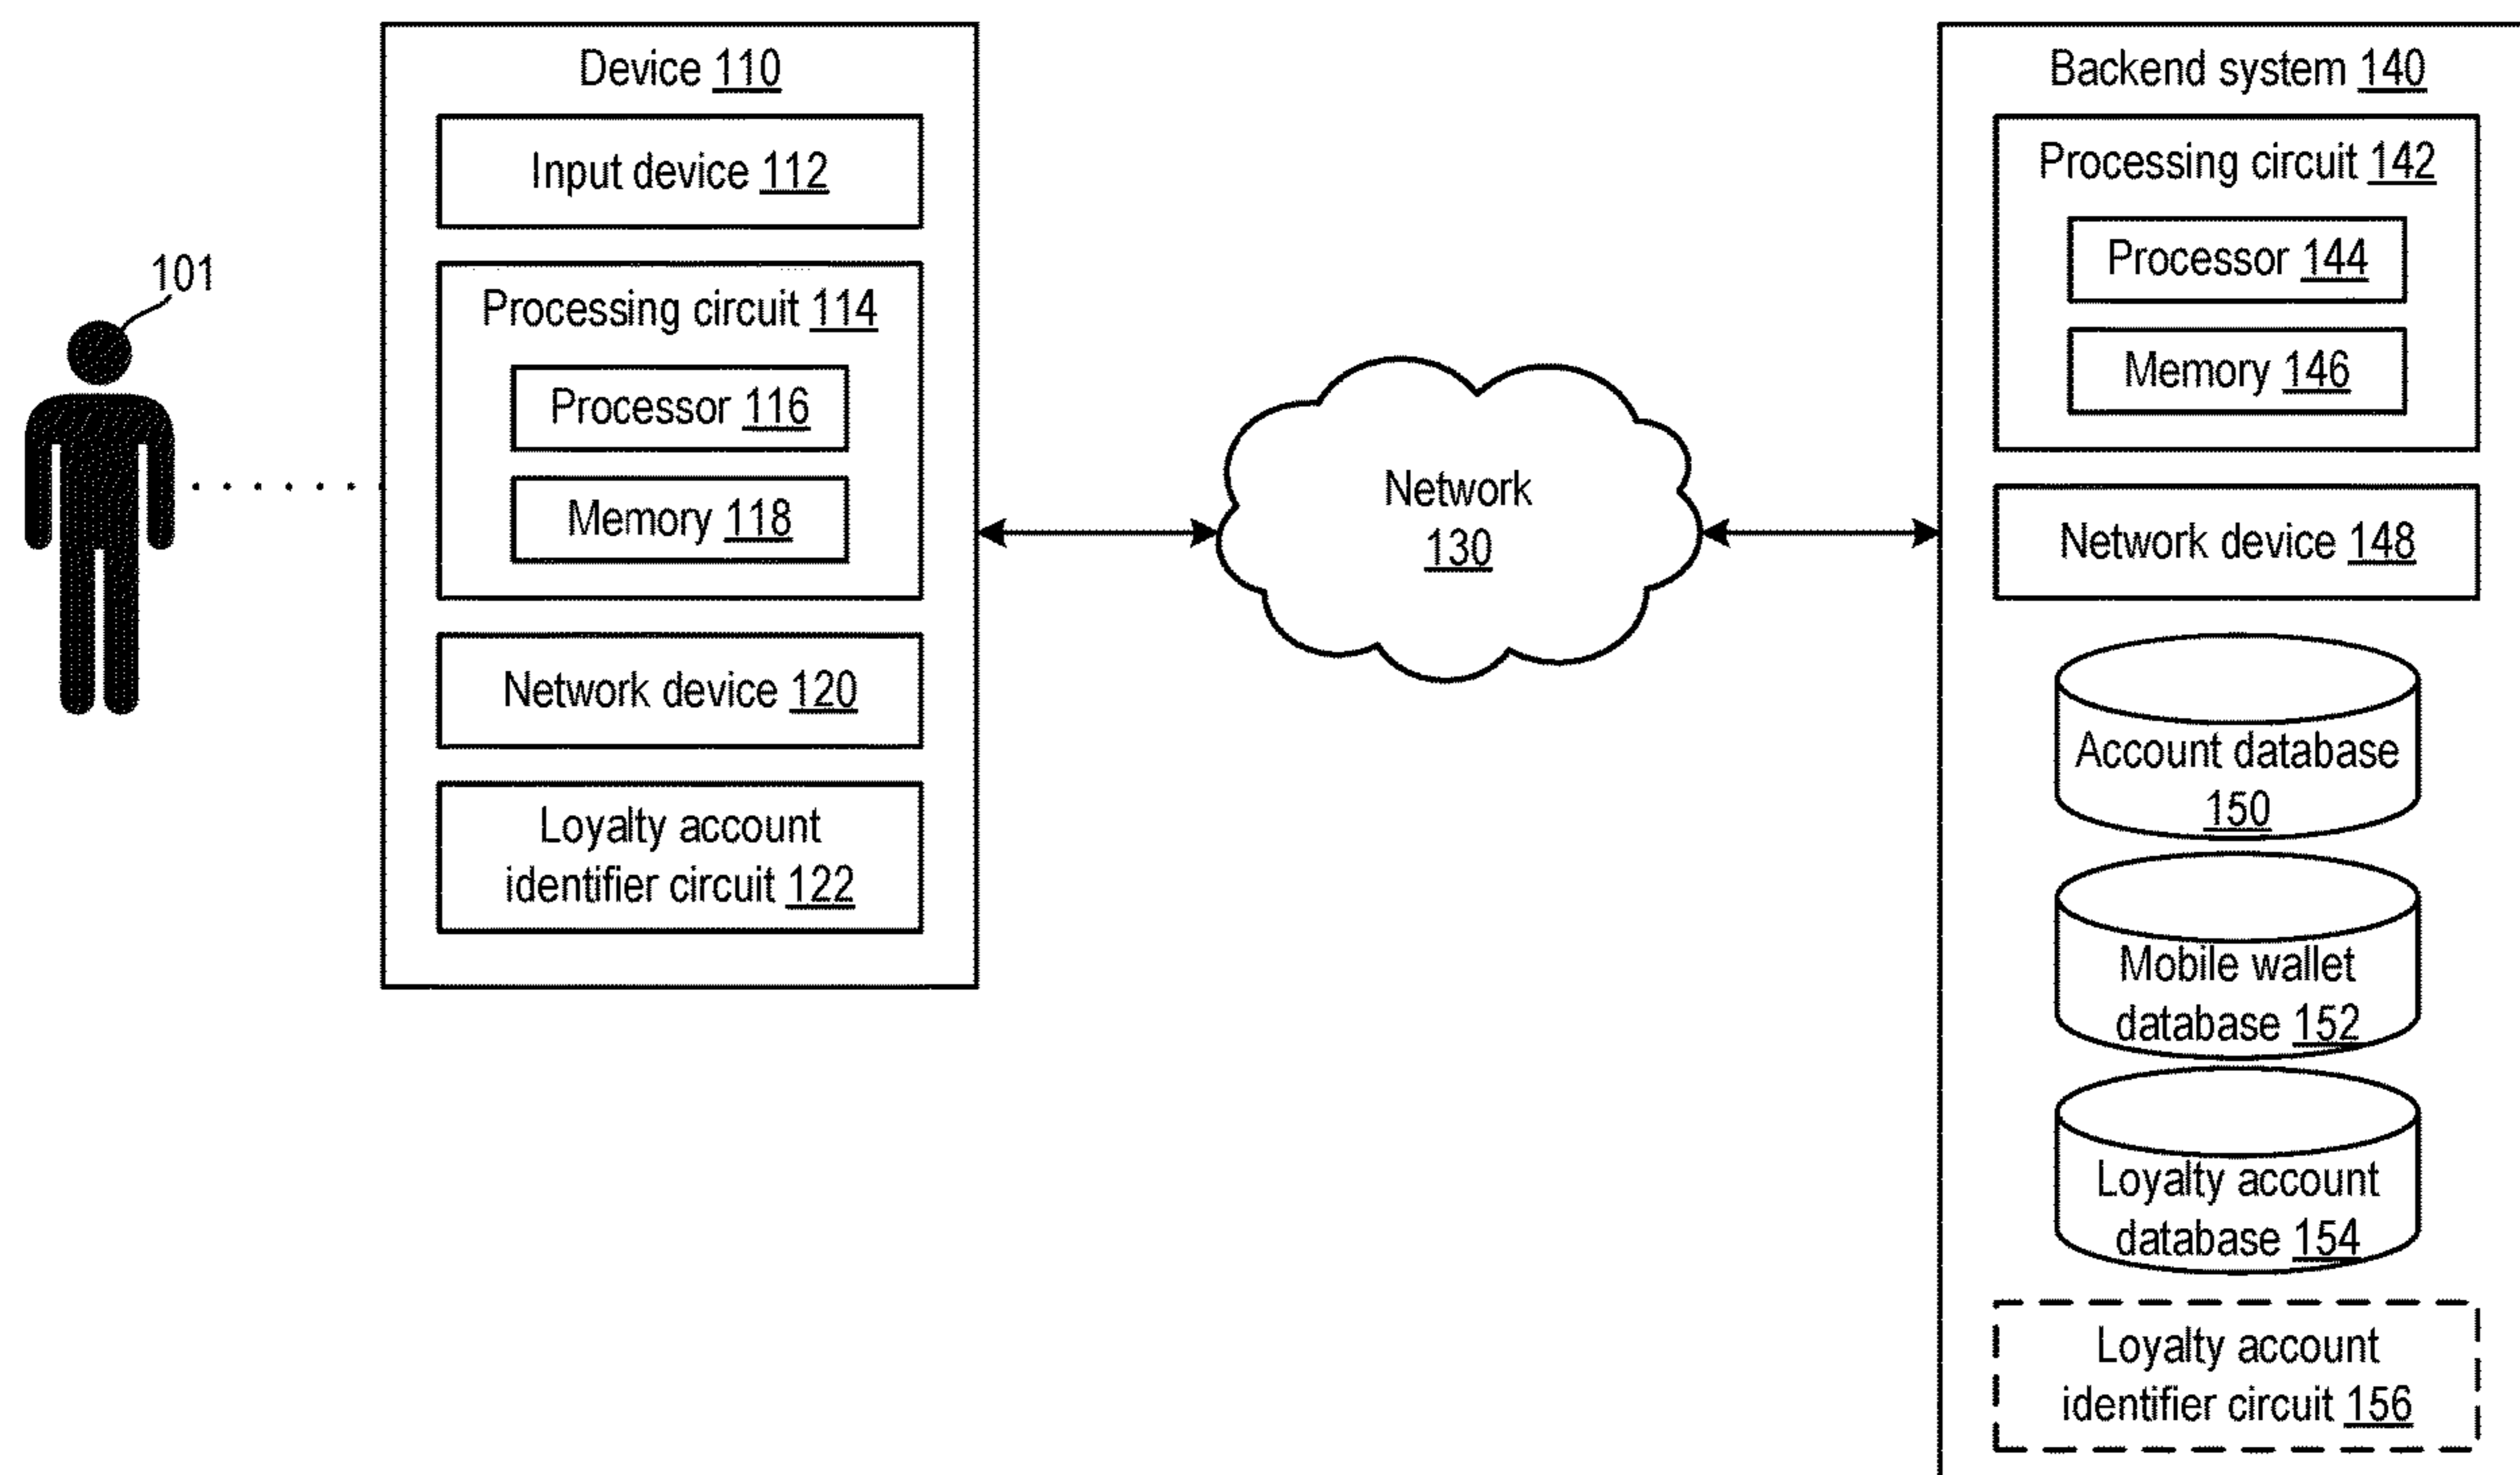 101
Device 110
Input device 112
Processing circuit 114
Processor 116
Memory 118
Network device 120
Loyalty account
identifier circuit 122
Network
130
Backend system 140
Processing circuit 142
Processor 144
Memory 146
Network device 148
Account database
150
Mobile wallet
database 152
Loyalty account
database 154
Loyalty account
identifier circuit 156